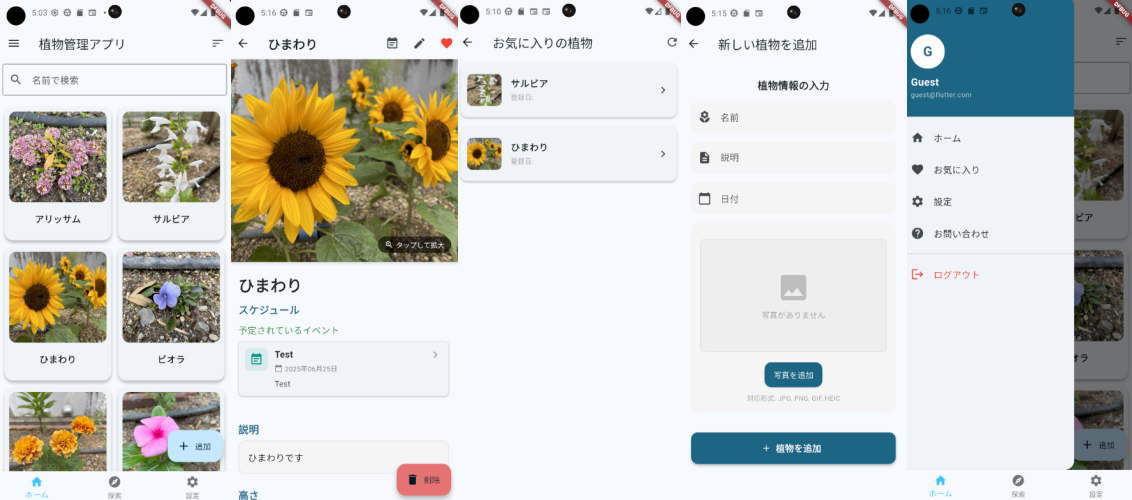 5:03
DEBUG
植物管理アプリ
名前で検索
アリッサム
サルビア
ひまわり
ビオラ
+ 追加
ホーム
探索
設定
5:16
DEBUG
ひまわり
タップして拡大
ひまわり
スケジュール
予定されているイベント
Test
2025年06月25日
Test
説明
ひまわりです
削除
高さ
5:10
DEBUG
お気に入りの植物
サルビア
登録日:
ひまわり
登録日:
5:15
DEBUG
新しい植物を追加
植物情報の入力
名前
説明
日付
写真がありません
写真を追加
対応形式: JPG, PNG, GIF, HEIC
+ 植物を追加
5:16
DEBUG
G
Guest
guest@flutter.com
ホーム
お気に入り
設定
お問い合わせ
ログアウト
ビア
オラ
+ 追加
ホーム
探索
設定